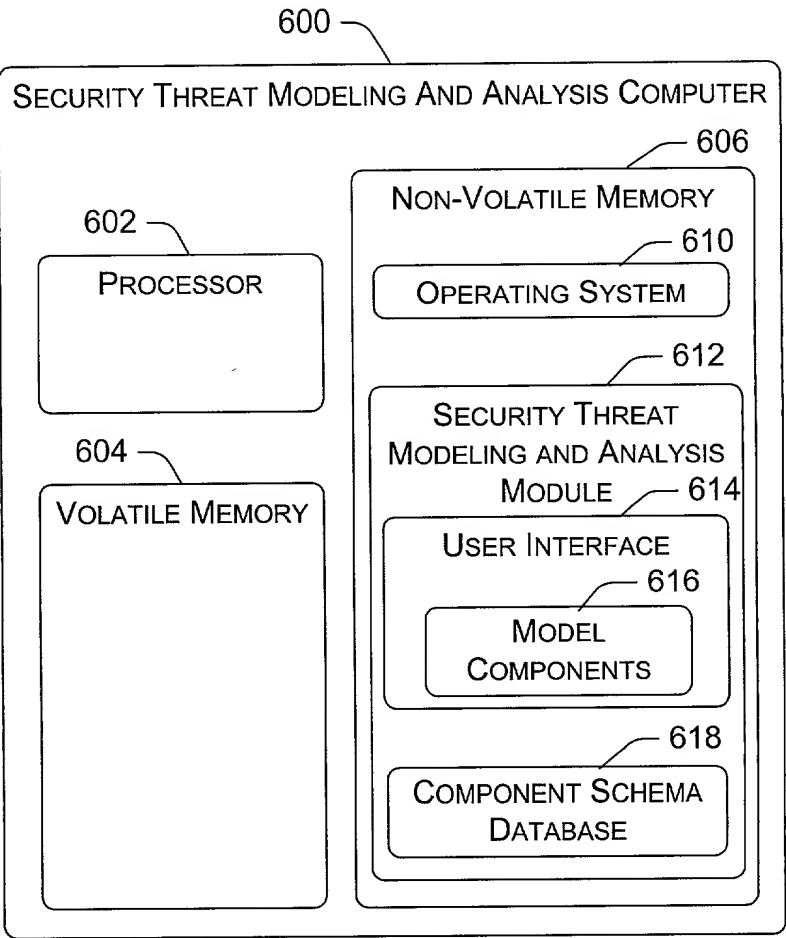 600
SECURITY THREAT MODELING AND ANALYSIS COMPUTER
606
NON-VOLATILE MEMORY
602
PROCESSOR
610
OPERATING SYSTEM
612
SECURITY THREAT
MODELING AND ANALYSIS
MODULE
604
VOLATILE MEMORY
614
USER INTERFACE
616
MODEL
COMPONENTS
618
COMPONENT SCHEMA
DATABASE